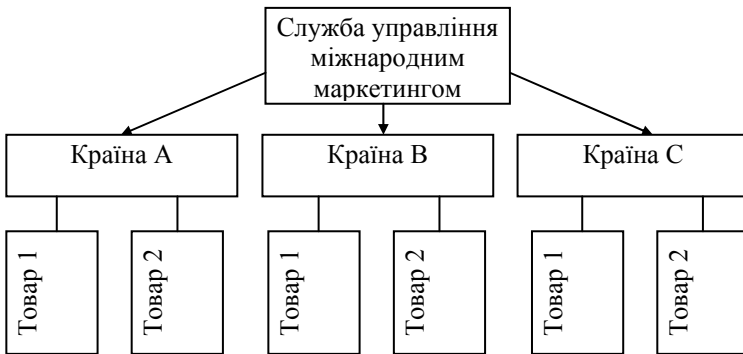 Служба управління
міжнародним
маркетингом
Країна А
Країна В
Країна С
Товар 1
Товар 2
Товар 1
Товар 2
Товар 1
Товар 2